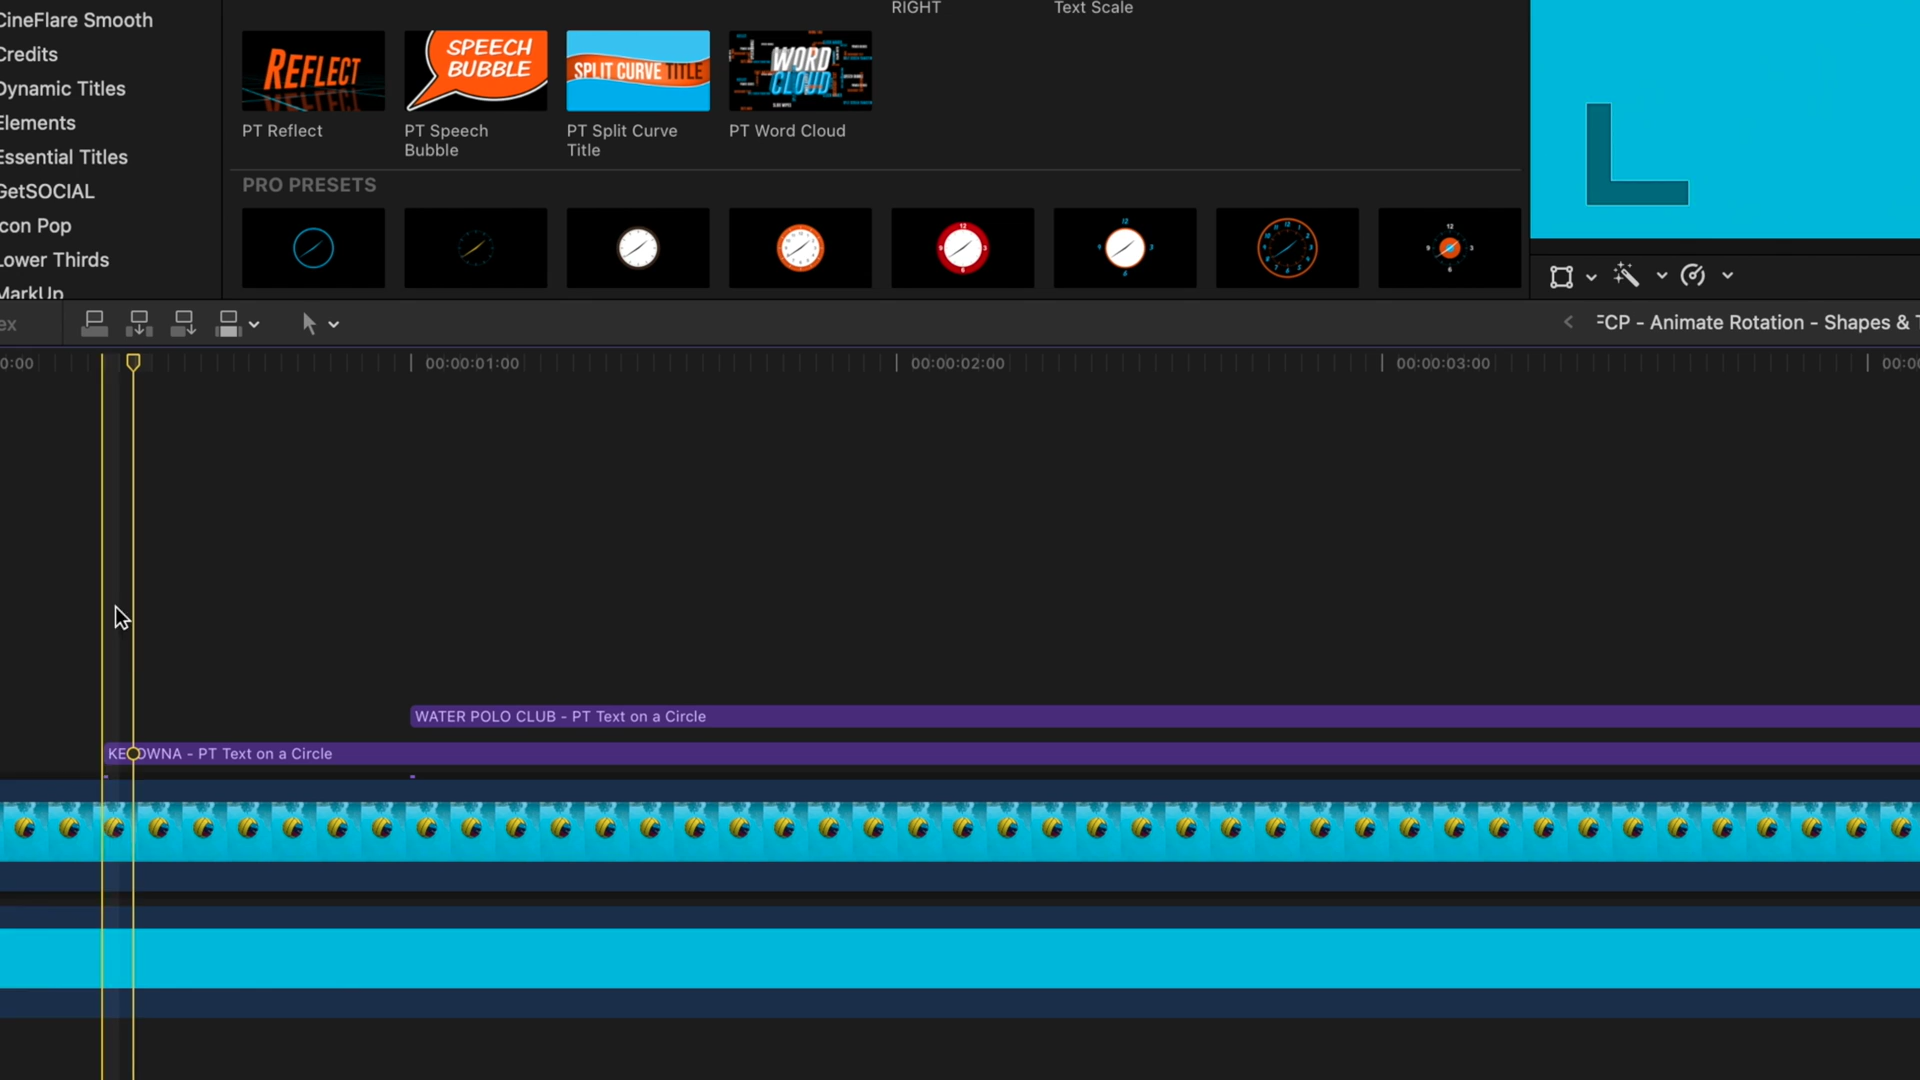 CineFlare Smooth
Credits
Dynamic Titles
Elements
Essential Titles
GetSOCIAL
Icon Pop
Lower Thirds
MarkUp
RIGHT
Text Scale
REFLECT
SPEECH
BUBBLE
SPLIT CURVE TITLE
WORD
CLOUD
PT Reflect
PT Speech
Bubble
PT Split Curve
Title
PT Word Cloud
PRO PRESETS
ex
FCP - Animate Rotation - Shapes & T
0:00
00:00:01:00
00:00:02:00
00:00:03:00
00:00
WATER POLO CLUB - PT Text on a Circle
KELOWNA - PT Text on a Circle